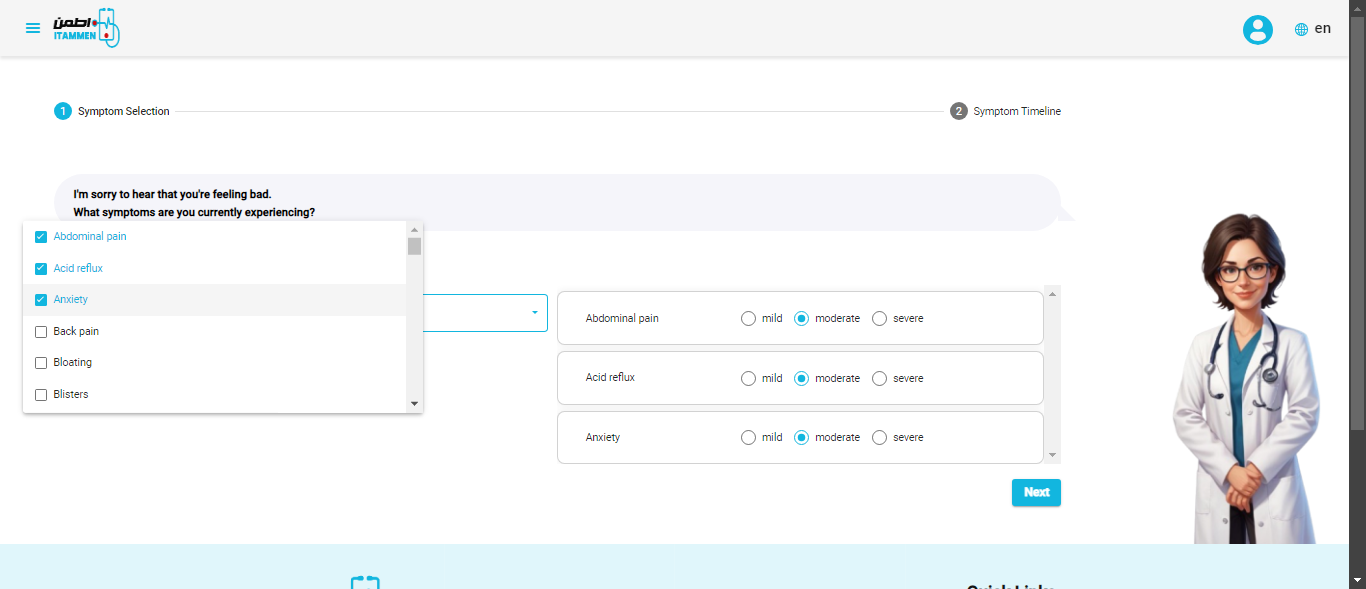 اطمن
ITAMMEN
en
1 Symptom Selection
2 Symptom Timeline
I'm sorry to hear that you're feeling bad.
What symptoms are you currently experiencing?
Abdominal pain
Acid reflux
Anxiety
Back pain
Bloating
Blisters
Abdominal pain mild moderate severe
Acid reflux mild moderate severe
Anxiety mild moderate severe
Next
Quick Links